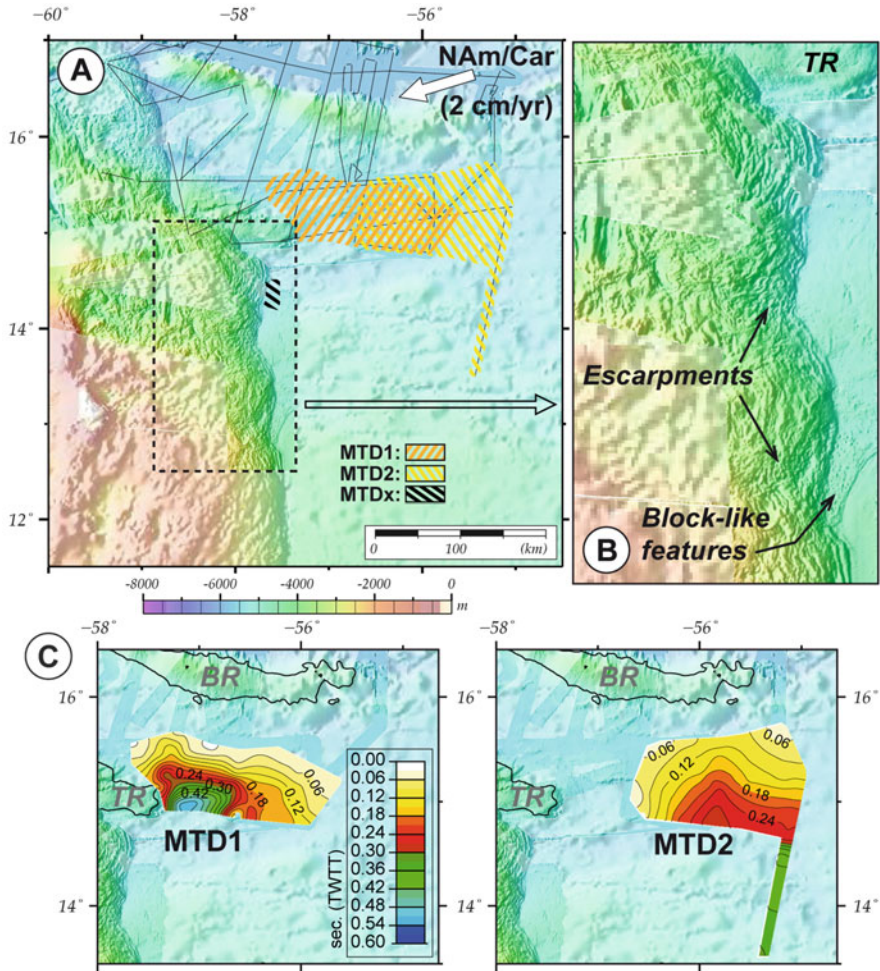 −60° −58° −56°
A
NAm/Car
(2 cm/yr)
16°
14°
12°
MTD1:
MTD2:
MTDx:
0 100 (km)
TR
Escarpments
Block-like
features
B
-8000 -6000 -4000 -2000 0 m
C
−58° −56°
BR
16°
TR
14°
0.24
0.30
0.42
0.18
0.12
0.06
MTD1
0.00
0.06
0.12
0.18
0.24
0.30
0.36
0.42
0.48
0.54
0.60
sec. (TWTT)
−58° −56°
BR
16°
TR
14°
0.06
0.12
0.06
0.18
0.24
MTD2